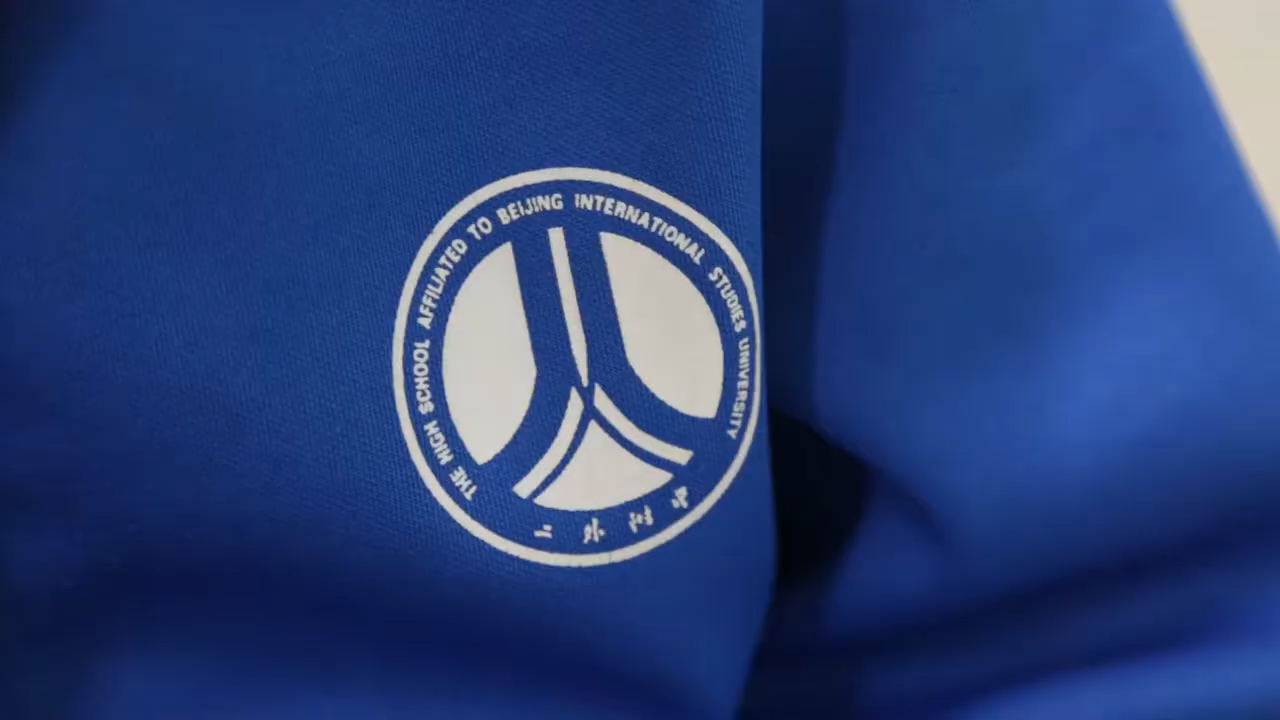 THE HIGH SCHOOL AFFILIATED TO BEIJING INTERNATIONAL STUDIES UNIVERSITY
二外附中